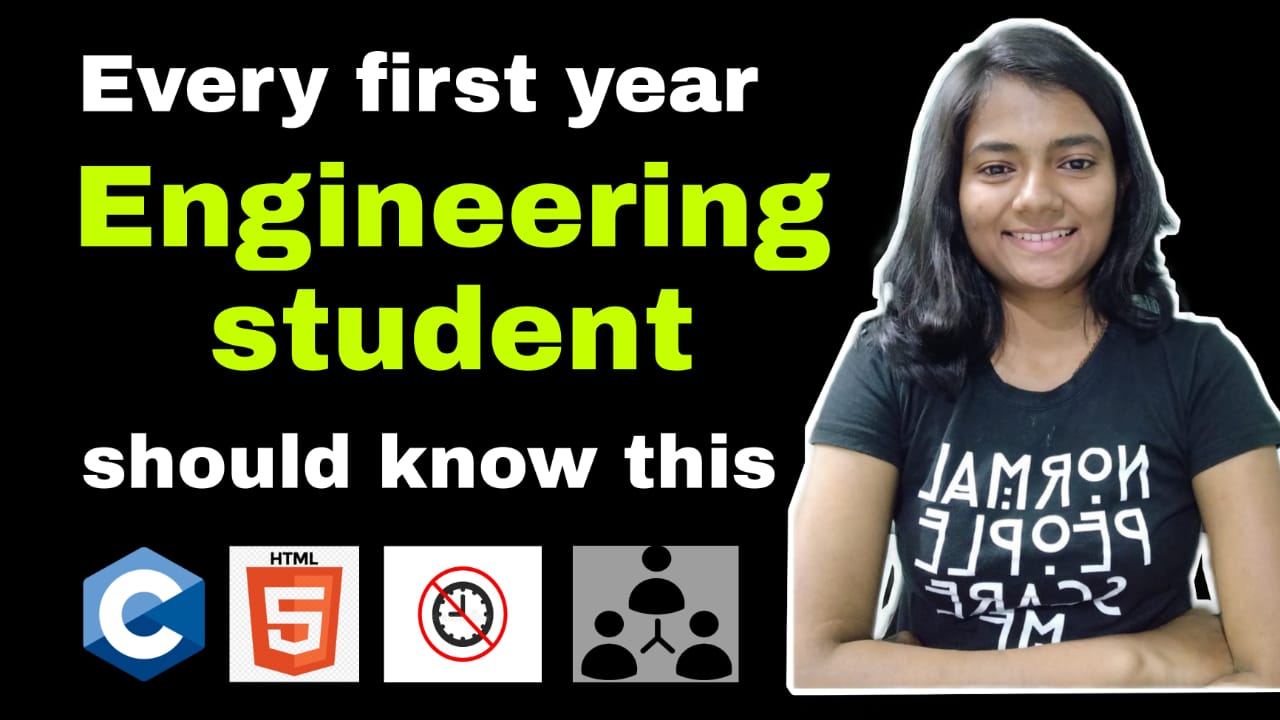 Every first year
Engineering
student
should know this
C
HTML
5
NORMAL
PEOPLE
SCARE
ME